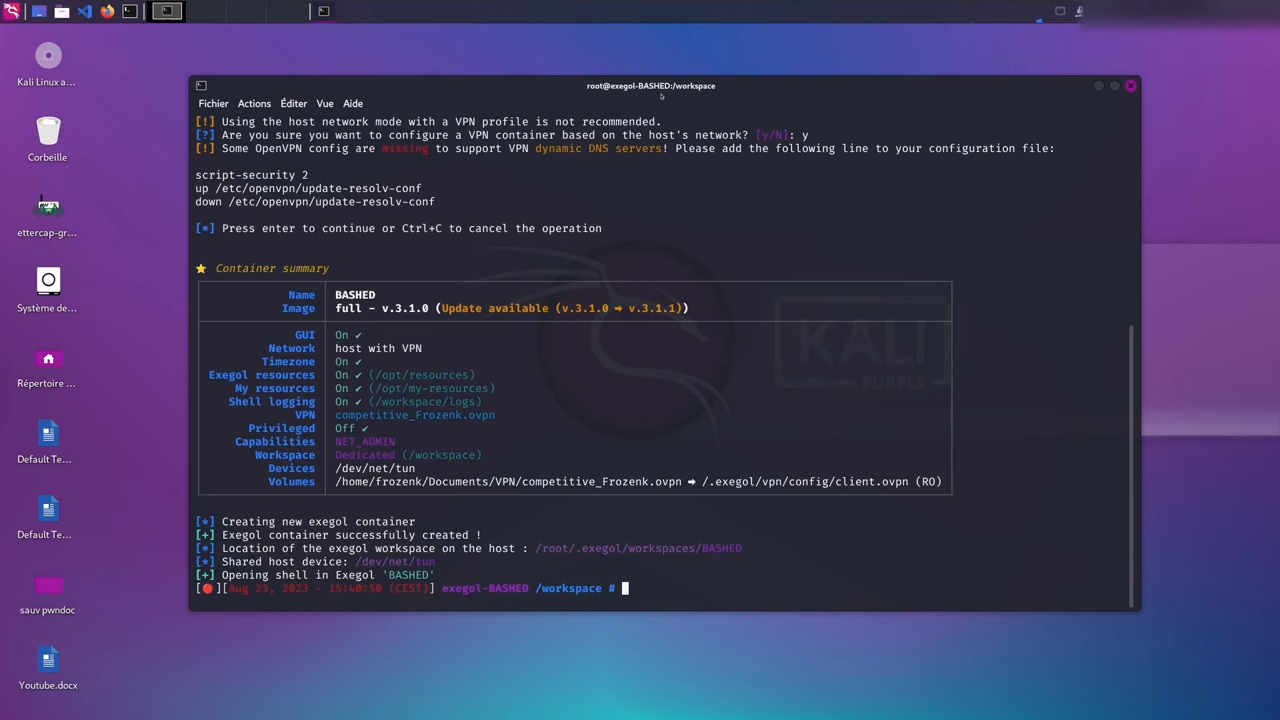 root@exegol-BASHED:/workspace
Fichier Actions Éditer Vue Aide
[!] Using the host network mode with a VPN profile is not recommended.
[?] Are you sure you want to configure a VPN container based on the host's network? [y/N]: y
[!] Some OpenVPN config are missing to support VPN dynamic DNS servers! Please add the following line to your configuration file:
script-security 2
up /etc/openvpn/update-resolv-conf
down /etc/openvpn/update-resolv-conf
[*] Press enter to continue or Ctrl+C to cancel the operation
⭐ Container summary
Name BASHED
Image full - v.3.1.0 (Update available (v.3.1.0 → v.3.1.1))
GUI On ✔
Network host with VPN
Timezone On ✔
Exegol resources On ✔ (/opt/resources)
My resources On ✔ (/opt/my-resources)
Shell logging On ✔ (/workspace/logs)
VPN competitive_Frozenk.ovpn
Privileged Off ✔
Capabilities NET_ADMIN
Workspace Dedicated (/workspace)
Devices /dev/net/tun
Volumes /home/frozenk/Documents/VPN/competitive_Frozenk.ovpn → /.exegol/vpn/config/client.ovpn (RO)
[*] Creating new exegol container
[+] Exegol container successfully created !
[*] Location of the exegol workspace on the host : /root/.exegol/workspaces/BASHED
[*] Shared host device: /dev/net/tun
[+] Opening shell in Exegol 'BASHED'
[🔴][Aug 23, 2023 - 15:40:50 (CEST)] exegol-BASHED /workspace #
KALI
PURPLE
Kali Linux a...
Corbeille
ettercap-gr...
Système de...
Répertoire ...
Default Te...
Default Te...
sauv pwndoc
Youtube.docx